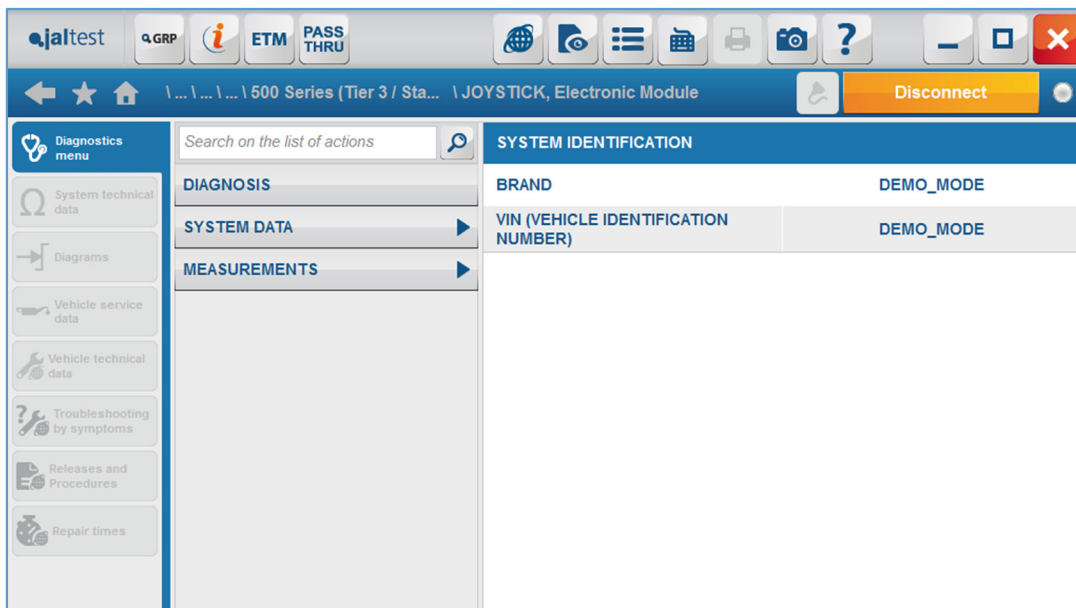 jaltest
GRP
i
ETM
PASS
THRU
?
\ ... \ ... \ ... \ 500 Series (Tier 3 / Sta... \ JOYSTICK, Electronic Module
Disconnect
Diagnostics
menu
System technical
data
Diagrams
Vehicle service
data
Vehicle technical
data
Troubleshooting
by symptoms
Releases and
Procedures
Repair times
Search on the list of actions
DIAGNOSIS
SYSTEM DATA
MEASUREMENTS
SYSTEM IDENTIFICATION
BRAND DEMO_MODE
VIN (VEHICLE IDENTIFICATION
NUMBER) DEMO_MODE